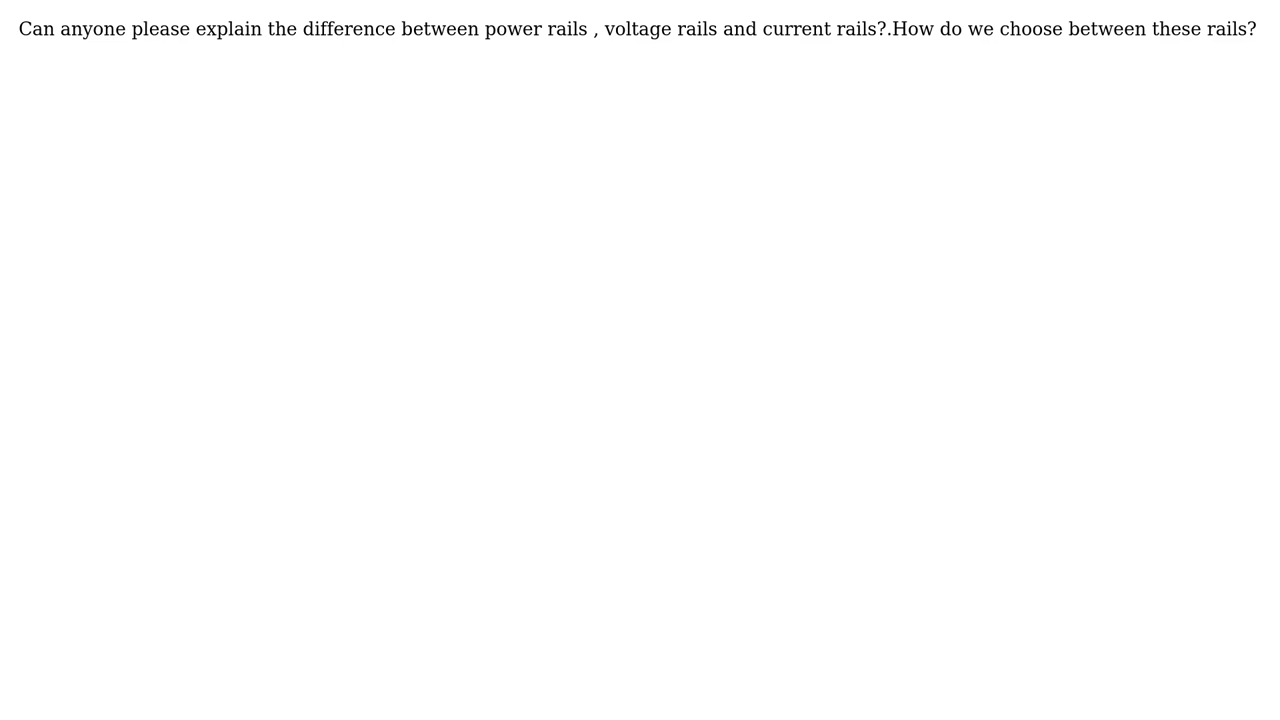 Can anyone please explain the difference between power rails , voltage rails and current rails?.How do we choose between these rails?